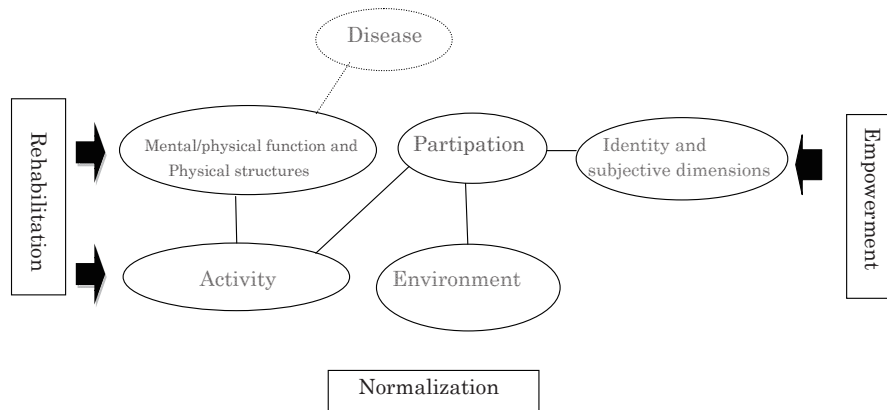 Disease
Rehabilitation
Mental/physical function and
Physical structures
Partipation
Identity and
subjective dimensions
Empowerment
Activity
Environment
Normalization